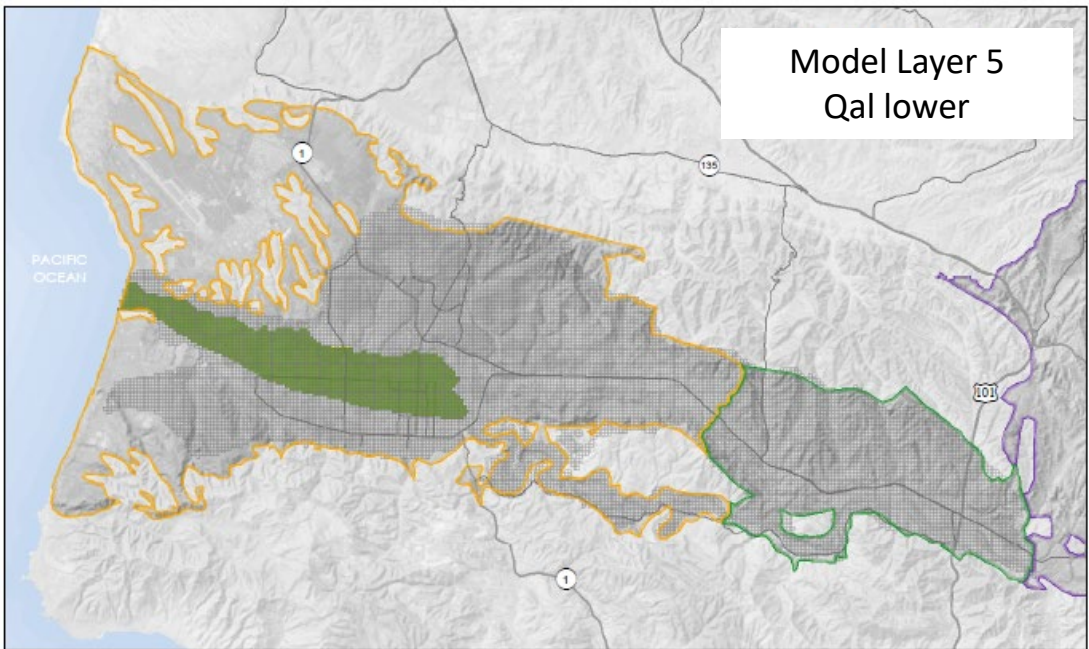 Model Layer 5
Qal lower
1
135
PACIFIC
OCEAN
101
1